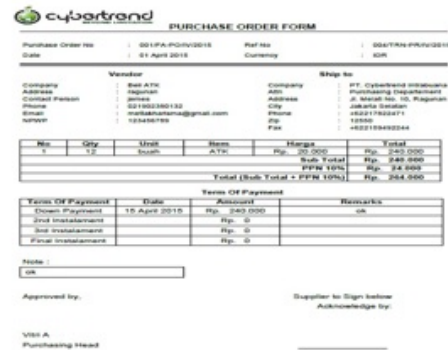 cybertrend
PURCHASE ORDER FORM
Purchase Order No : 001/PA-PO/IV/2015 Ref No : 004/TRN-PR/IV/201
Date : 01 April 2015 Currency : IDR
Vendor Ship to
Company : Beli ATK Company : PT. Cybertrend Intrabuana
Address : ragunan Attn : Purchasing Departement
Contact Person : james Address : Jl. Melati No. 10, Ragunan
Phone : 021902390132 City : Jakarta Selatan
Email : @gmail.com Phone : +62217802471
NPWP : 123456789 Zip : 12550
Fax :
No Qty Unit Item Harga Total
1 12 buah ATK Rp. 20.000 Rp. 240.000
Sub Total Rp. 240.000
PPN 10% Rp. 24.000
Total (Sub Total + PPN 10%) Rp. 264.000
Term Of Payment
Term Of Payment Date Amount Remarks
Down Payment 15 April 2015 Rp. 240.000 ok
2nd Instalament Rp. 0
3rd Instalament Rp. 0
Final Instalament Rp. 0
Note :
ok
Approved by, Supplier to Sign below
Acknowledge by:
Vitri A
Purchasing Head